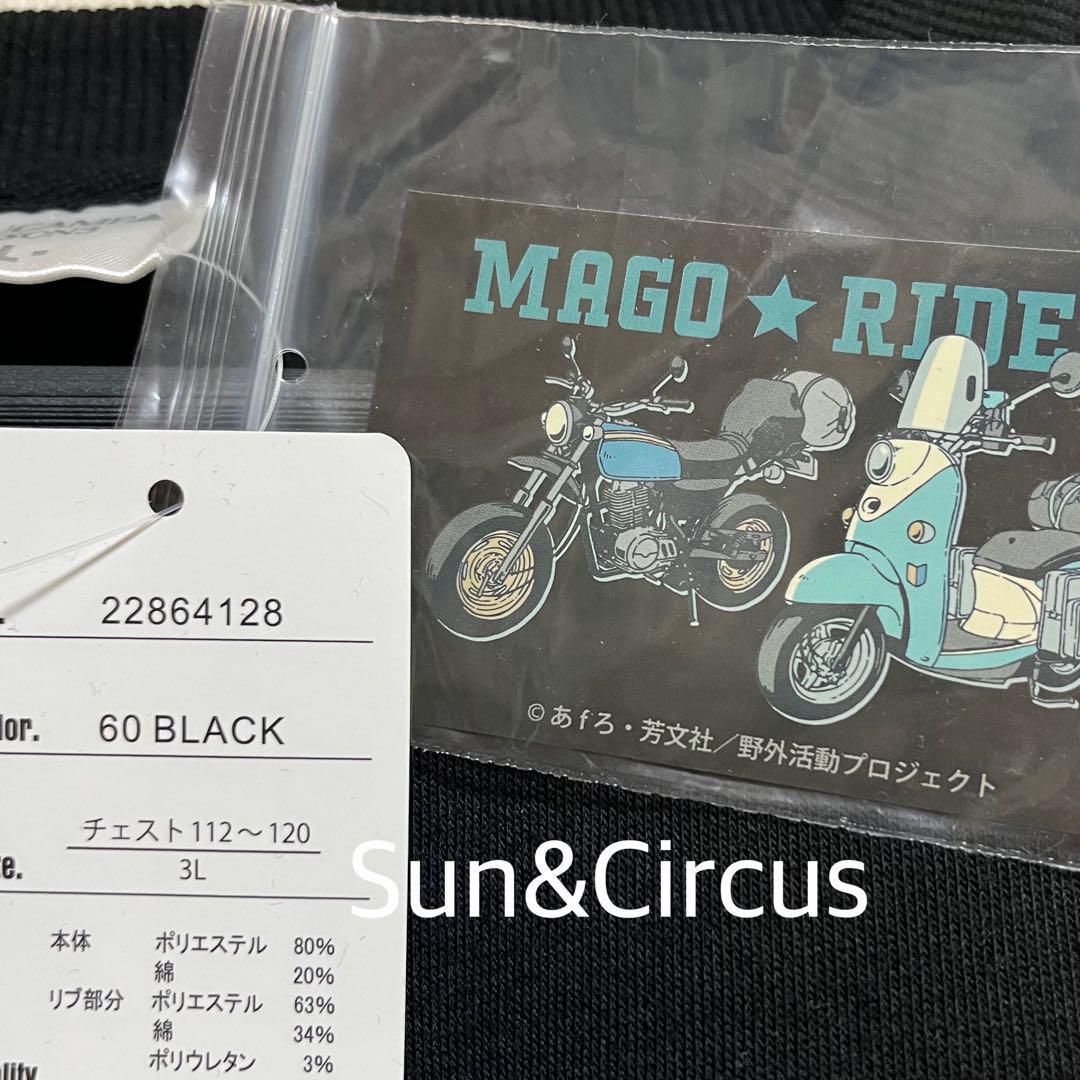 MAGO★RIDE
22864128
lor.
60 BLACK
チェスト112～120
3L
Sun&Circus
本体 ポリエステル 80%
綿 20%
リブ部分 ポリエステル 63%
綿 34%
ポリウレタン 3%
©あfろ・芳文社／野外活動プロジェクト